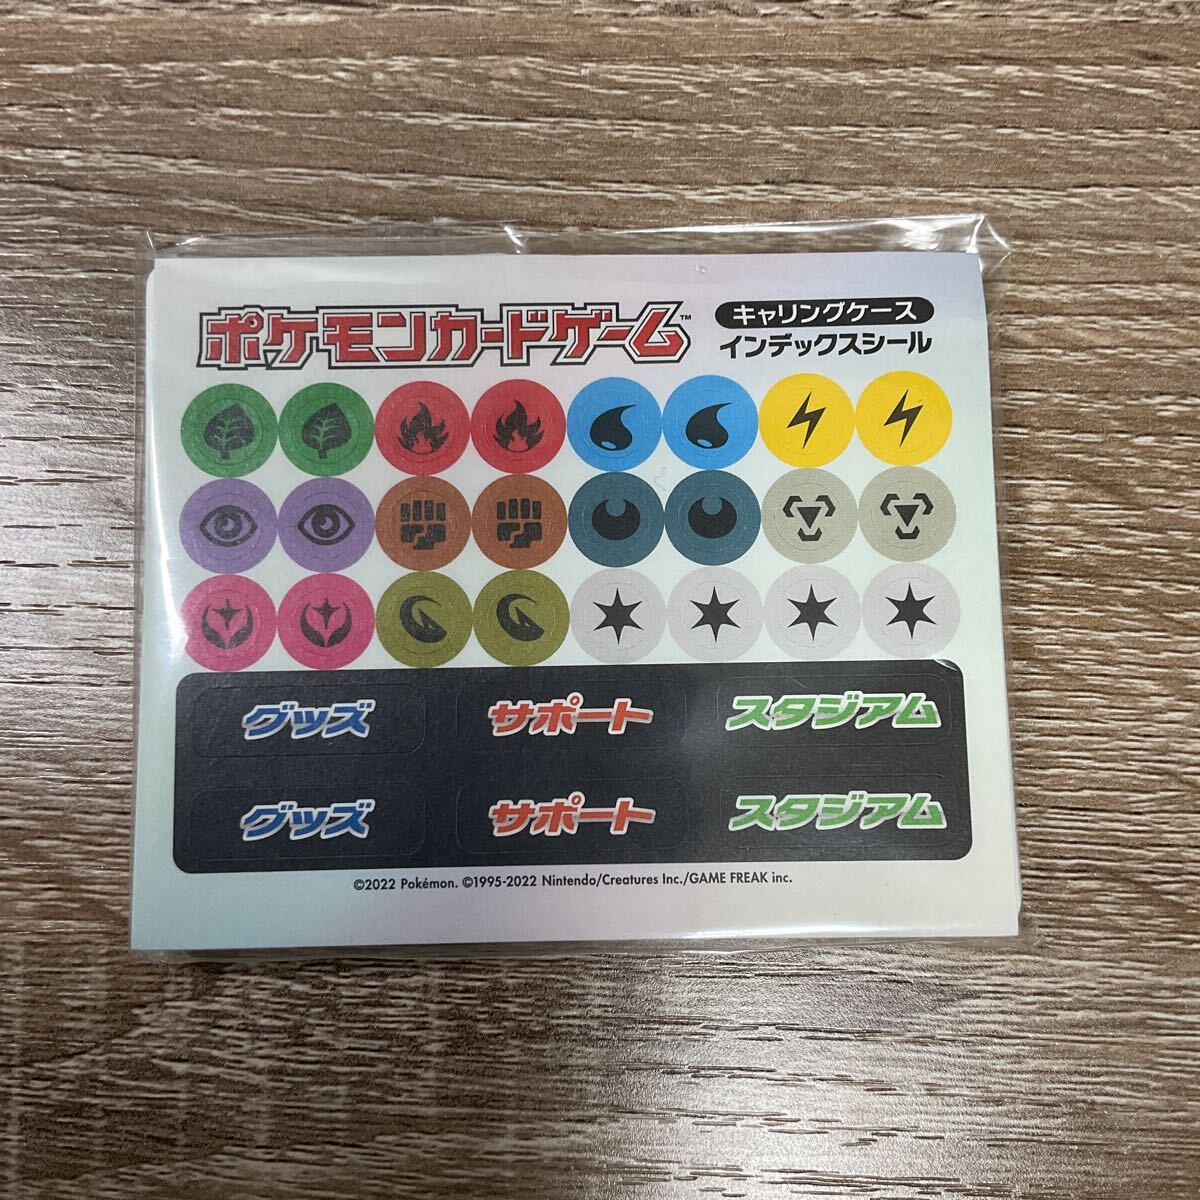 ポケモンカードゲーム™
キャリングケース
インデックスシール
グッズ サポート スタジアム
グッズ サポート スタジアム
©2022 Pokémon. ©1995-2022 Nintendo/Creatures Inc./GAME FREAK inc.